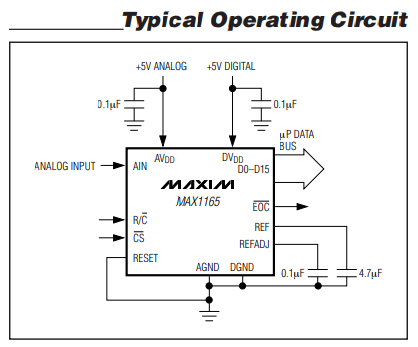 Typical Operating Circuit
+5V ANALOG +5V DIGITAL
0.1µF 0.1µF
µP DATA
BUS
AVDD DVDD
D0–D15
ANALOG INPUT AIN
MAXIM
MAX1165
EOC
R/C
REF
CS
REFADJ
RESET
AGND DGND
0.1µF 4.7µF